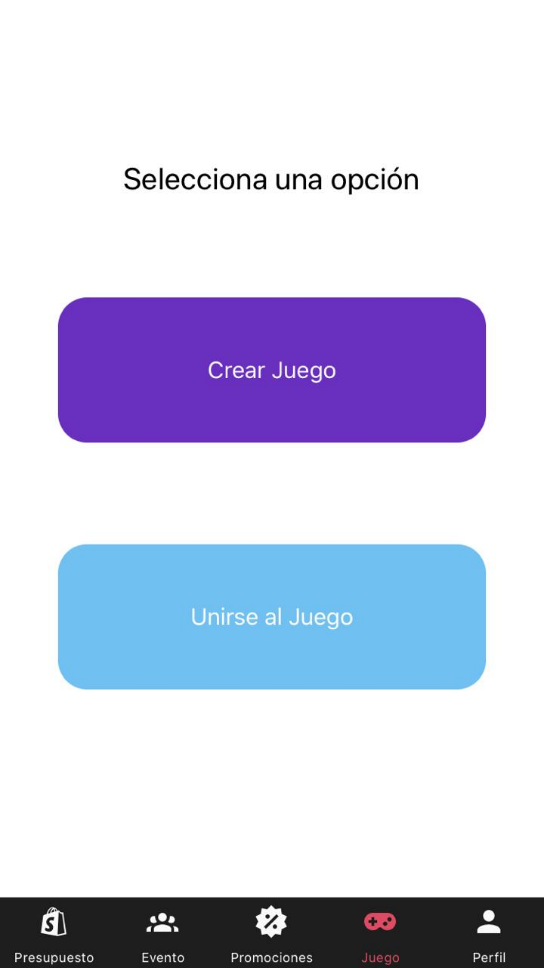 Selecciona una opción
Crear Juego
Unirse al Juego
Presupuesto Evento Promociones Juego Perfil